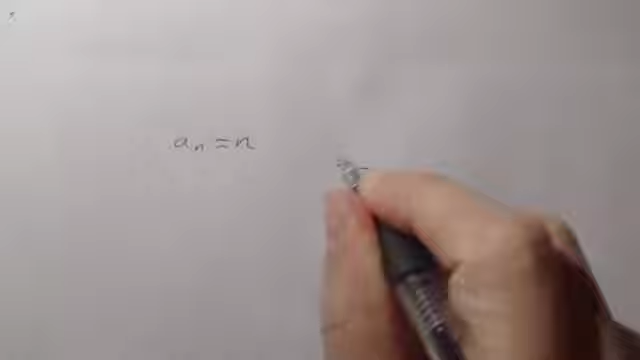 aₙ = n